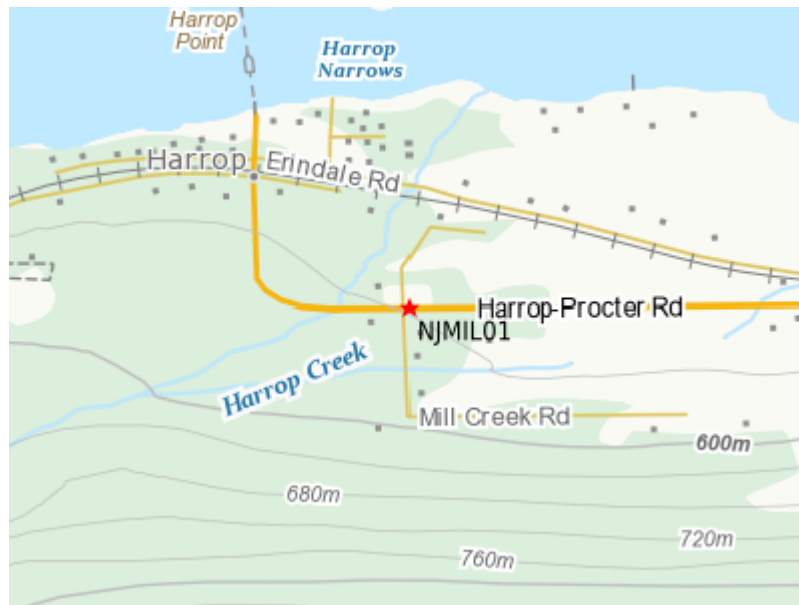 Harrop
Point
Harrop
Narrows
Harrop
Erindale Rd
Harrop-Procter Rd
NJMIL01
Harrop Creek
Mill Creek Rd
600m
680m
720m
760m